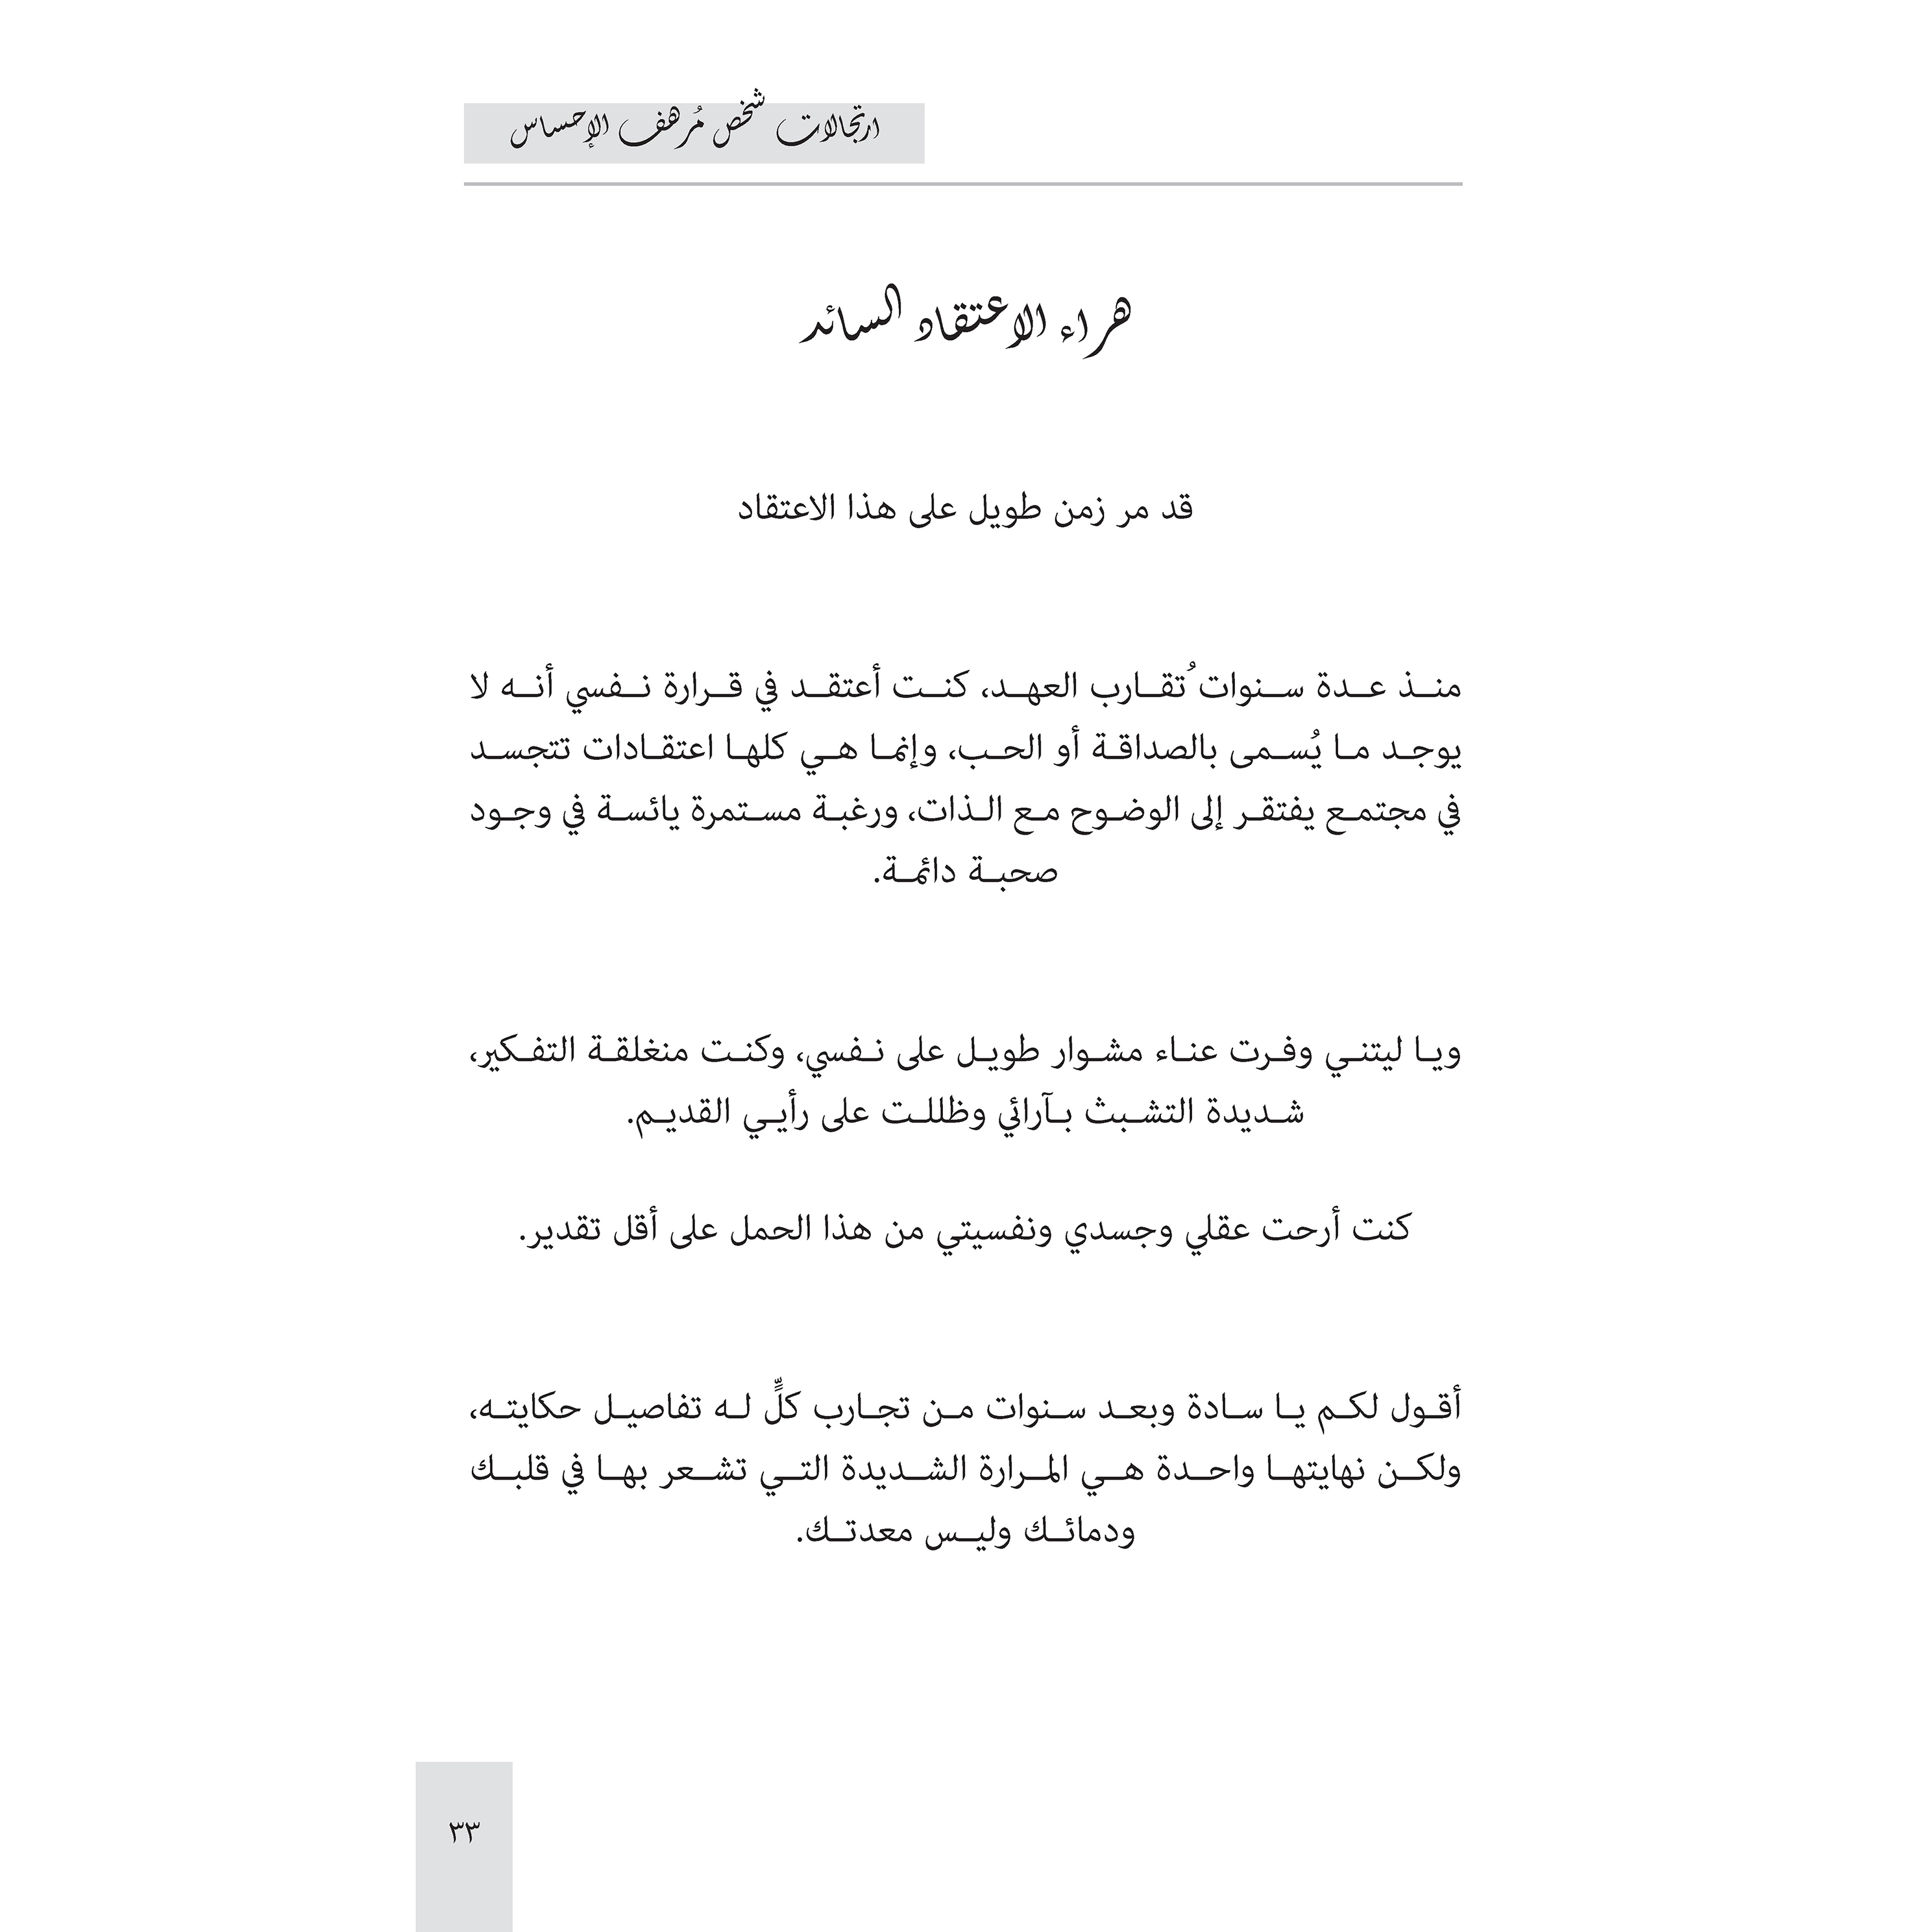 ارتجالات شخص مُرهف الإحساس
هراء الاعتقاد السائد
قد مر زمن طويل على هذا الاعتقاد
منذ عدة سنوات تُقارب العهد، كنت أعتقد في قرارة نفسي أنه لا
يوجد ما يُسمى بالصداقة أو الحب، وإنما هي كلها اعتقادات تتجسد
في مجتمع يفتقر إلى الوضوح مع الذات، ورغبة مستمرة يائسة في وجود
صحبة دائمة.
ويا ليتني وفرت عناء مشوار طويل على نفسي، وكنت منغلقة التفكير،
شديدة التشبث بآرائي وظللت على رأيي القديم.
كنت أرحت عقلي وجسدي ونفسيتي من هذا الحمل على أقل تقدير.
أقول لكم يا سادة وبعد سنوات من تجارب كلٍّ له تفاصيل حكايته،
ولكن نهايتها واحدة هي المرارة الشديدة التي تشعر بها في قلبك
ودمائك وليس معدتك.
٣٣